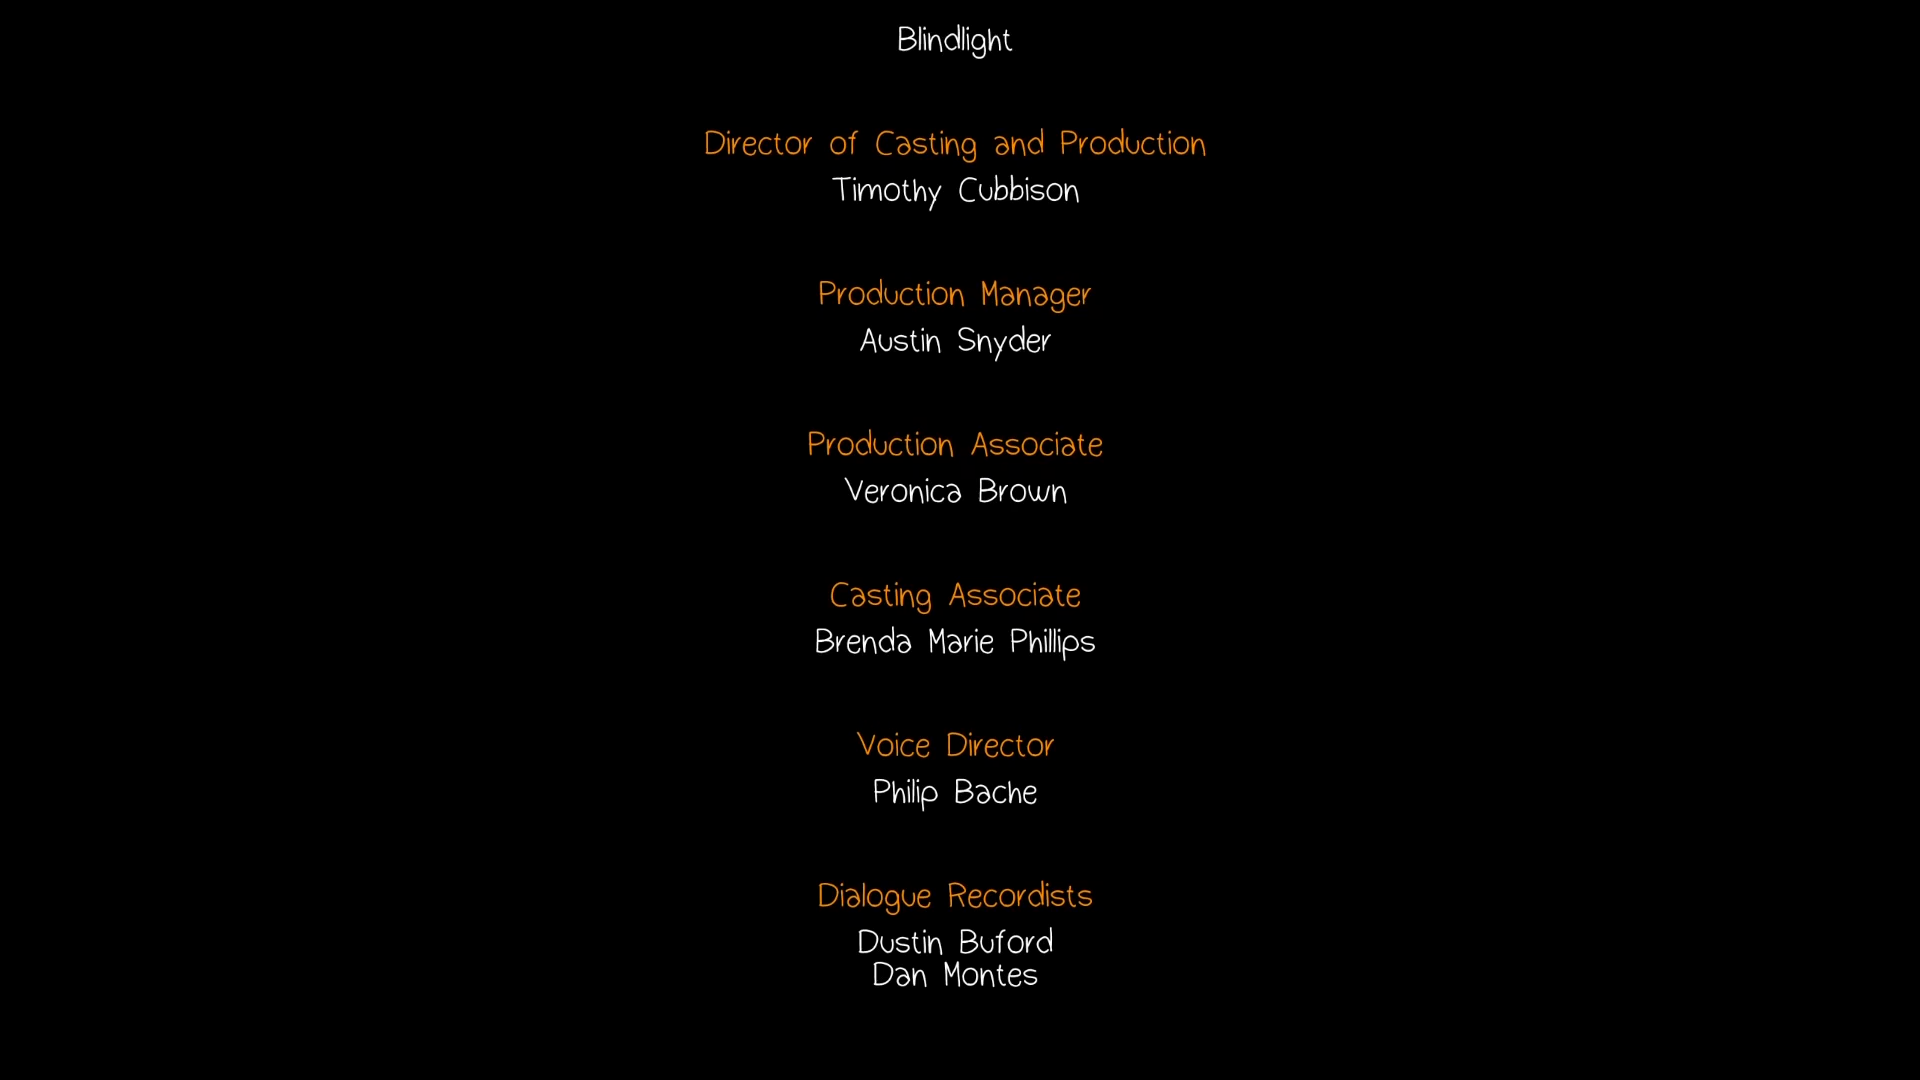 Blindlight
Director of Casting and Production
Timothy Cubbison
Production Manager
Austin Snyder
Production Associate
Veronica Brown
Casting Associate
Brenda Marie Phillips
Voice Director
Philip Bache
Dialogue Recordists
Dustin Buford
Dan Montes